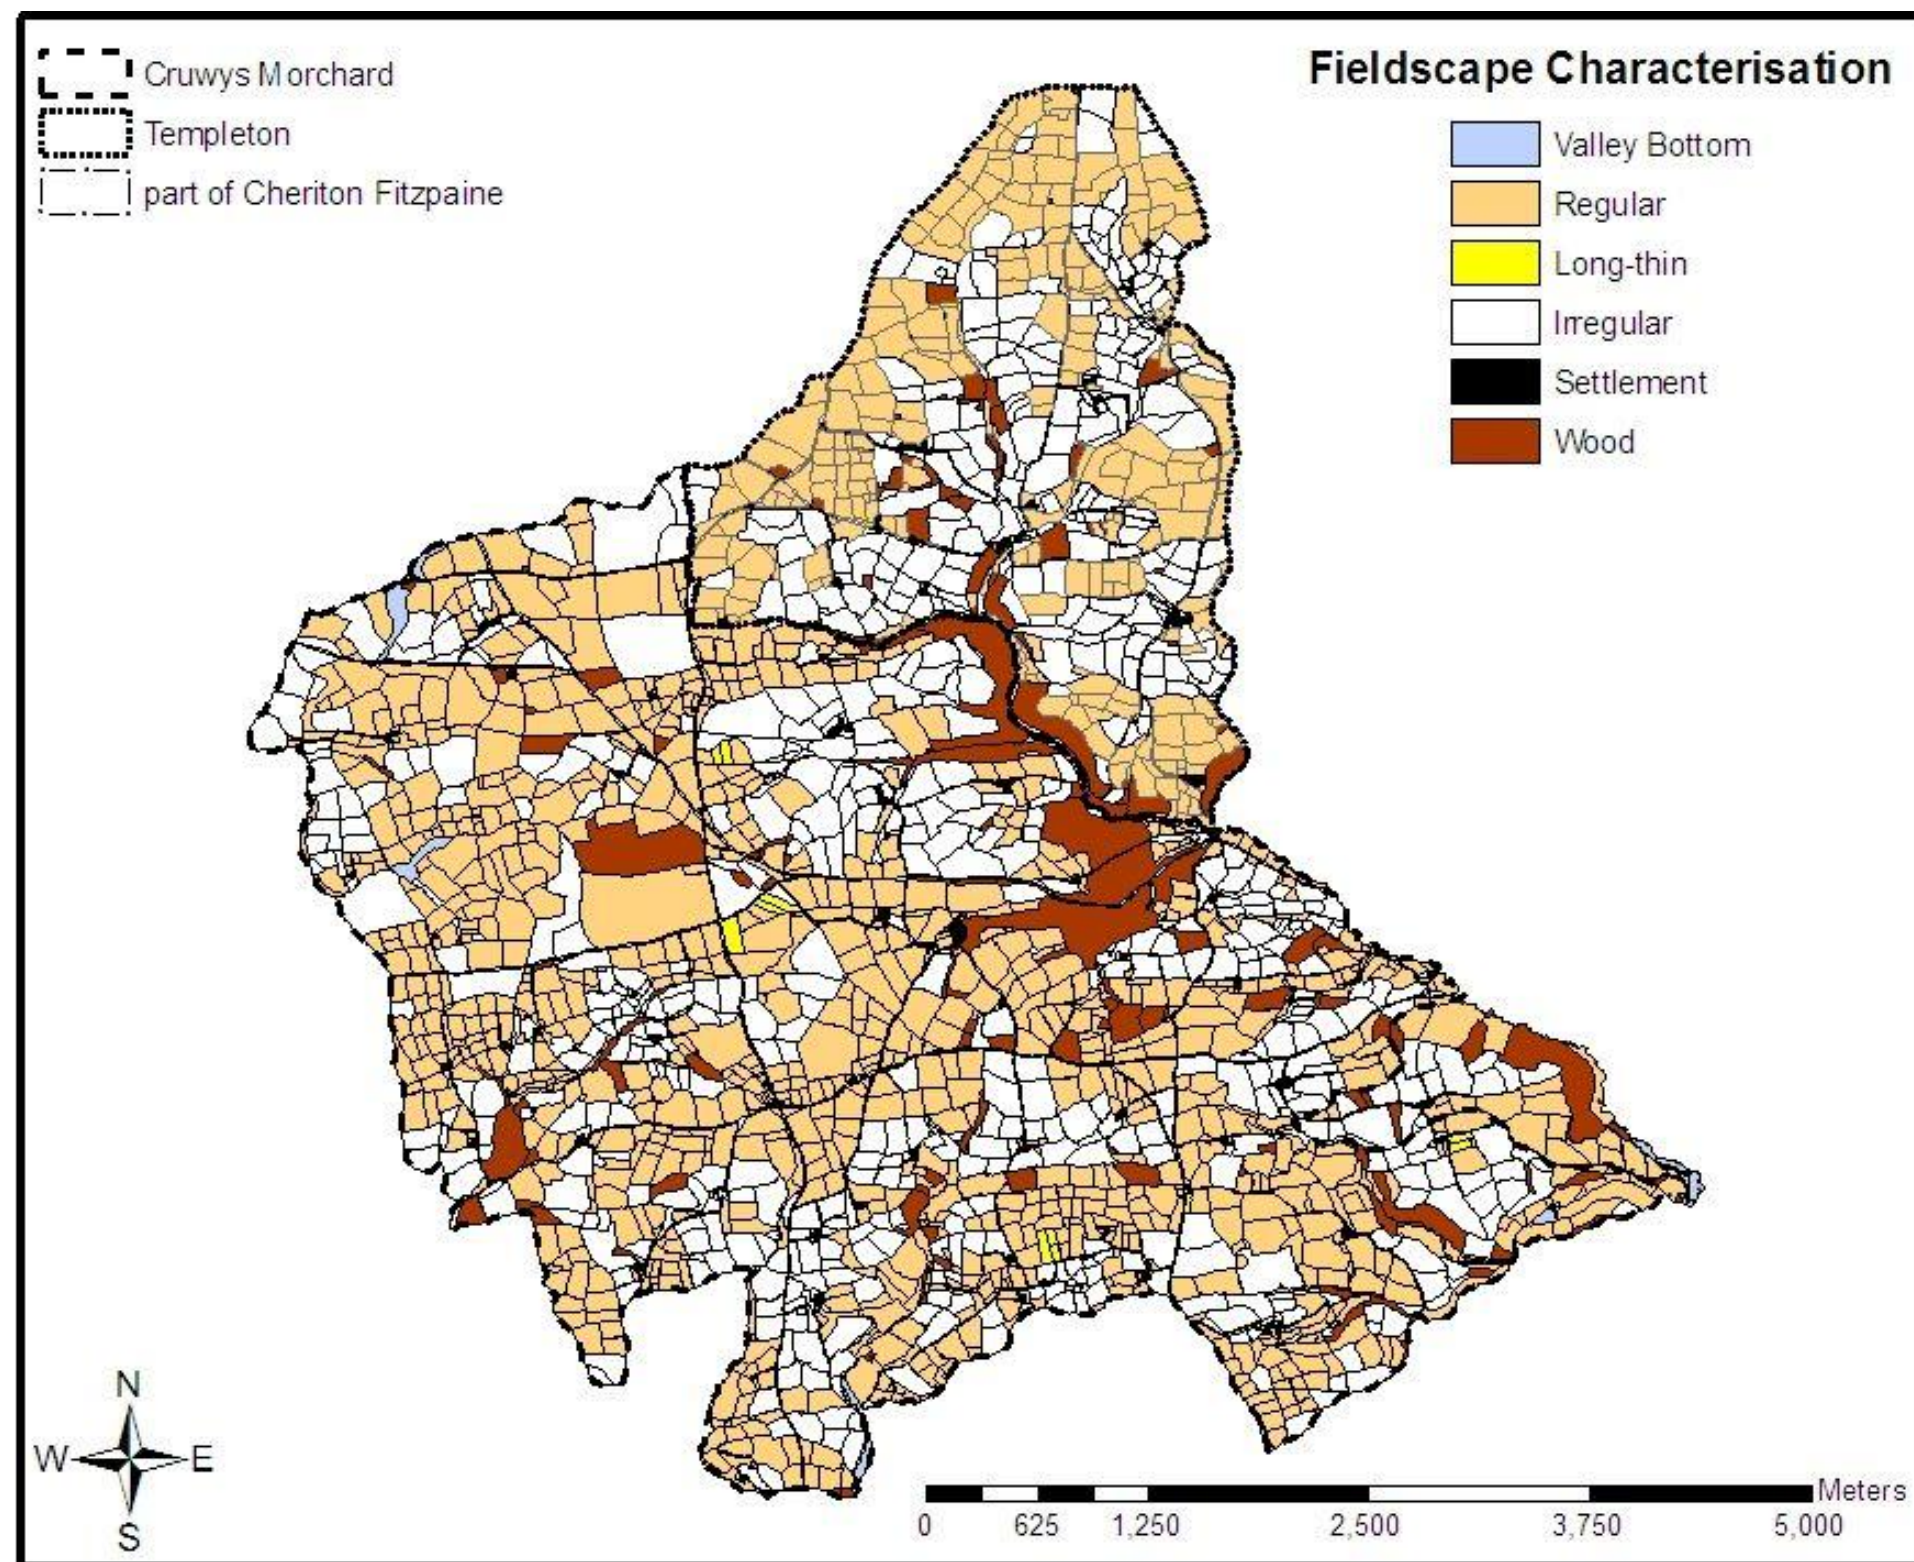 Cruwys Morchard
Templeton
part of Cheriton Fitzpaine
Fieldscape Characterisation
Valley Bottom
Regular
Long-thin
Irregular
Settlement
Wood
N
W E
S
Meters
0 625 1,250 2,500 3,750 5,000